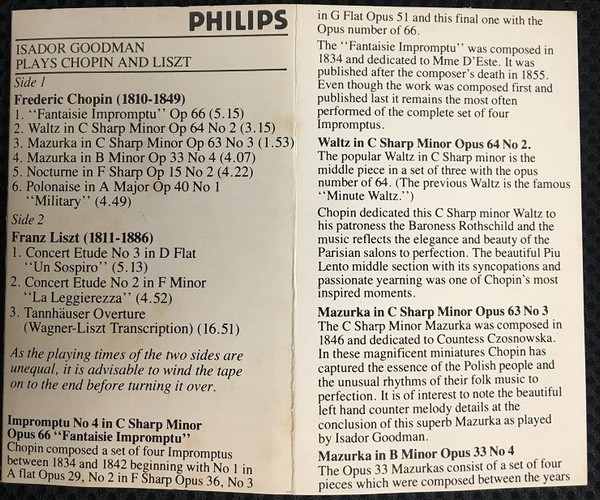 PHILIPS
ISADOR GOODMAN
PLAYS CHOPIN AND LISZT
Side 1
Frederic Chopin (1810-1849)
1. “Fantaisie Impromptu” Op 66 (5.15)
2. Waltz in C Sharp Minor Op 64 No 2 (3.15)
3. Mazurka in C Sharp Minor Op 63 No 3 (1.53)
4. Mazurka in B Minor Op 33 No 4 (4.07)
5. Nocturne in F Sharp Op 15 No 2 (4.22)
6. Polonaise in A Major Op 40 No 1
“Military” (4.49)
Side 2
Franz Liszt (1811-1886)
1. Concert Etude No 3 in D Flat
“Un Sospiro” (5.13)
2. Concert Etude No 2 in F Minor
“La Leggierezza” (4.52)
3. Tannhäuser Overture
(Wagner-Liszt Transcription) (16.51)
As the playing times of the two sides are
unequal, it is advisable to wind the tape
on to the end before turning it over.
Impromptu No 4 in C Sharp Minor
Opus 66 “Fantaisie Impromptu”
Chopin composed a set of four Impromptus
between 1834 and 1842 beginning with No 1 in
A flat Opus 29, No 2 in F Sharp Opus 36, No 3
in G Flat Opus 51 and this final one with the
Opus number of 66.
The “Fantaisie Impromptu” was composed in
1834 and dedicated to Mme D'Este. It was
published after the composer's death in 1855.
Even though the work was composed first and
published last it remains the most often
performed of the complete set of four
Impromptus.
Waltz in C Sharp Minor Opus 64 No 2.
The popular Waltz in C Sharp minor is the
middle piece in a set of three with the opus
number of 64. (The previous Waltz is the famous
“Minute Waltz.”)
Chopin dedicated this C Sharp minor Waltz to
his patroness the Baroness Rothschild and the
music reflects the elegance and beauty of the
Parisian salons to perfection. The beautiful Piu
Lento middle section with its syncopations and
passionate yearning was one of Chopin's most
inspired moments.
Mazurka in C Sharp Minor Opus 63 No 3
The C Sharp Minor Mazurka was composed in
1846 and dedicated to Countess Czosnowska.
In these magnificent miniatures Chopin has
captured the essence of the Polish people and
the unusual rhythms of their folk music to
perfection. It is of interest to note the beautiful
left hand counter melody details at the
conclusion of this superb Mazurka as played
by Isador Goodman.
Mazurka in B Minor Opus 33 No 4
The Opus 33 Mazurkas consist of a set of four
pieces which were composed between the years